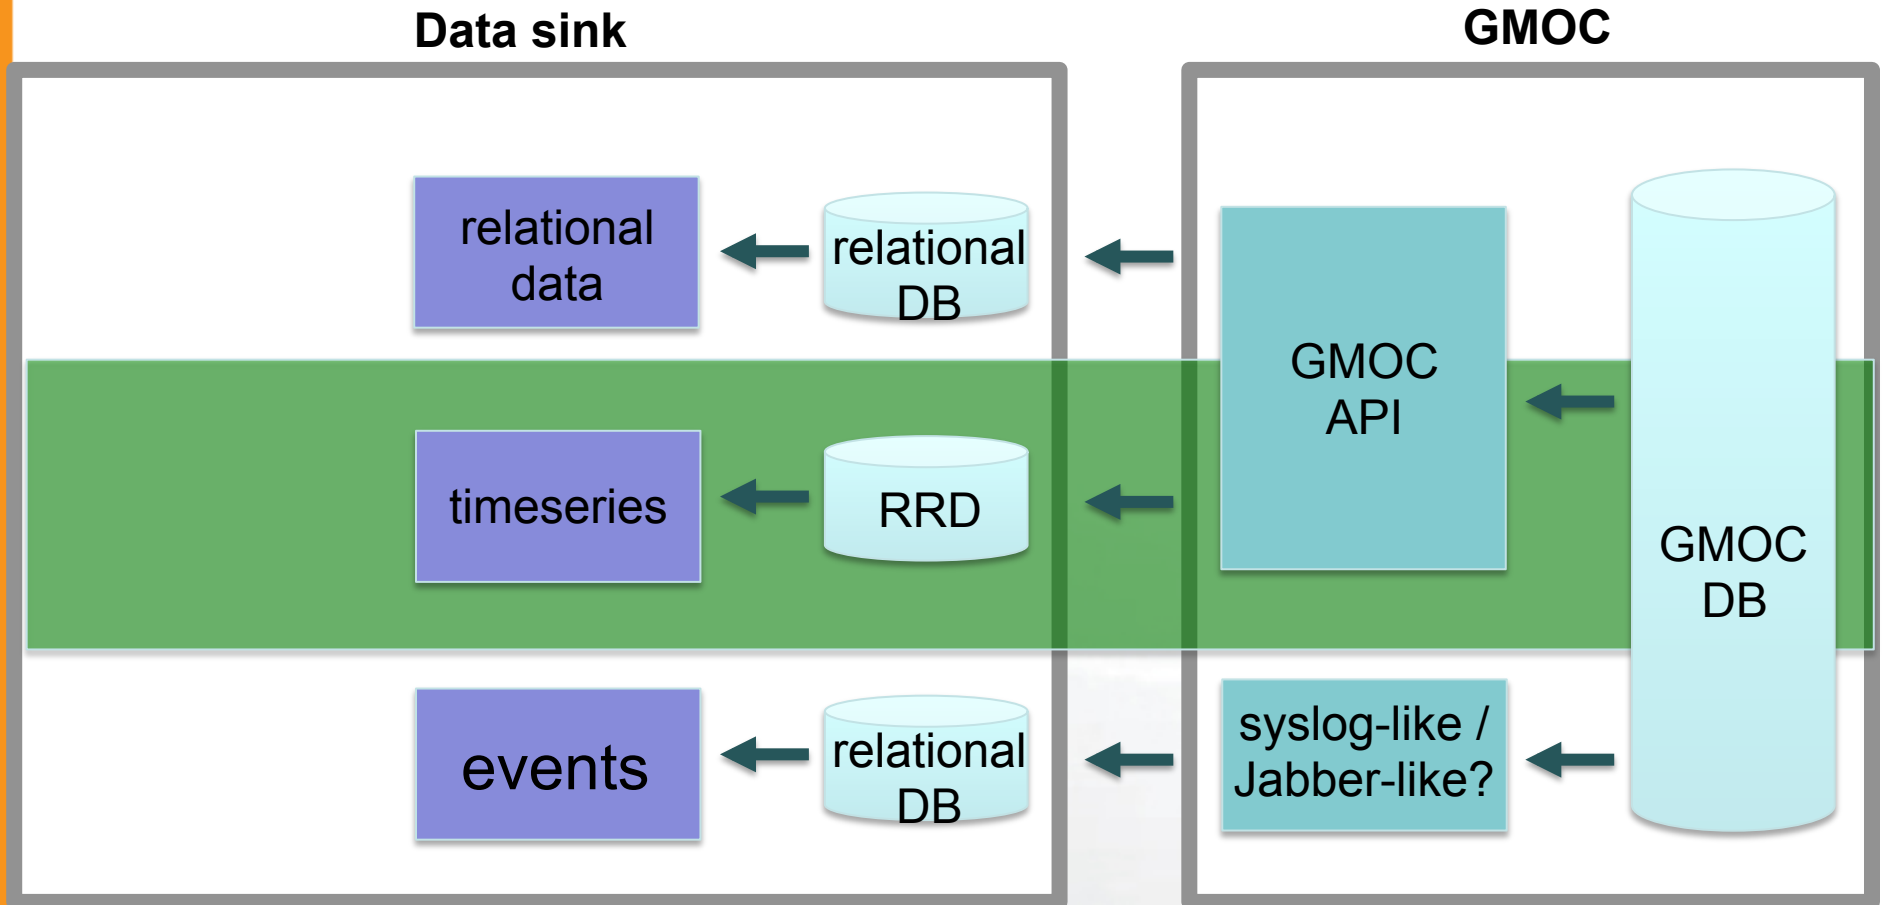 Data sink
GMOC
relational
data
relational
DB
GMOC
API
timeseries
RRD
GMOC
DB
events
relational
DB
syslog-like /
Jabber-like?